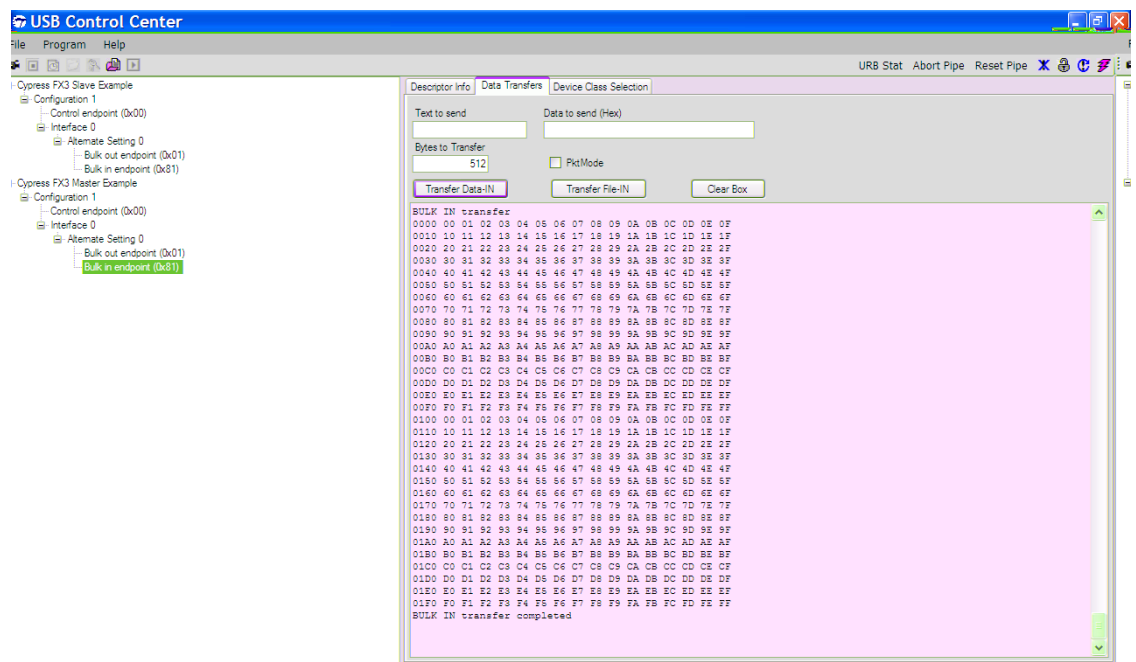 USB Control Center
File Program Help
URB Stat Abort Pipe Reset Pipe
Cypress FX3 Slave Example
Configuration 1
Control endpoint (0x00)
Interface 0
Alternate Setting 0
Bulk out endpoint (0x01)
Bulk in endpoint (0x81)
Cypress FX3 Master Example
Configuration 1
Control endpoint (0x00)
Interface 0
Alternate Setting 0
Bulk out endpoint (0x01)
Bulk in endpoint (0x81)
Descriptor Info Data Transfers Device Class Selection
Text to send Data to send (Hex)
Bytes to Transfer
512 PktMode
Transfer Data-IN Transfer File-IN Clear Box
BULK IN transfer
0000 00 01 02 03 04 05 06 07 08 09 0A 0B 0C 0D 0E 0F
0010 10 11 12 13 14 15 16 17 18 19 1A 1B 1C 1D 1E 1F
0020 20 21 22 23 24 25 26 27 28 29 2A 2B 2C 2D 2E 2F
0030 30 31 32 33 34 35 36 37 38 39 3A 3B 3C 3D 3E 3F
0040 40 41 42 43 44 45 46 47 48 49 4A 4B 4C 4D 4E 4F
0050 50 51 52 53 54 55 56 57 58 59 5A 5B 5C 5D 5E 5F
0060 60 61 62 63 64 65 66 67 68 69 6A 6B 6C 6D 6E 6F
0070 70 71 72 73 74 75 76 77 78 79 7A 7B 7C 7D 7E 7F
0080 80 81 82 83 84 85 86 87 88 89 8A 8B 8C 8D 8E 8F
0090 90 91 92 93 94 95 96 97 98 99 9A 9B 9C 9D 9E 9F
00A0 A0 A1 A2 A3 A4 A5 A6 A7 A8 A9 AA AB AC AD AE AF
00B0 B0 B1 B2 B3 B4 B5 B6 B7 B8 B9 BA BB BC BD BE BF
00C0 C0 C1 C2 C3 C4 C5 C6 C7 C8 C9 CA CB CC CD CE CF
00D0 D0 D1 D2 D3 D4 D5 D6 D7 D8 D9 DA DB DC DD DE DF
00E0 E0 E1 E2 E3 E4 E5 E6 E7 E8 E9 EA EB EC ED EE EF
00F0 F0 F1 F2 F3 F4 F5 F6 F7 F8 F9 FA FB FC FD FE FF
0100 00 01 02 03 04 05 06 07 08 09 0A 0B 0C 0D 0E 0F
0110 10 11 12 13 14 15 16 17 18 19 1A 1B 1C 1D 1E 1F
0120 20 21 22 23 24 25 26 27 28 29 2A 2B 2C 2D 2E 2F
0130 30 31 32 33 34 35 36 37 38 39 3A 3B 3C 3D 3E 3F
0140 40 41 42 43 44 45 46 47 48 49 4A 4B 4C 4D 4E 4F
0150 50 51 52 53 54 55 56 57 58 59 5A 5B 5C 5D 5E 5F
0160 60 61 62 63 64 65 66 67 68 69 6A 6B 6C 6D 6E 6F
0170 70 71 72 73 74 75 76 77 78 79 7A 7B 7C 7D 7E 7F
0180 80 81 82 83 84 85 86 87 88 89 8A 8B 8C 8D 8E 8F
0190 90 91 92 93 94 95 96 97 98 99 9A 9B 9C 9D 9E 9F
01A0 A0 A1 A2 A3 A4 A5 A6 A7 A8 A9 AA AB AC AD AE AF
01B0 B0 B1 B2 B3 B4 B5 B6 B7 B8 B9 BA BB BC BD BE BF
01C0 C0 C1 C2 C3 C4 C5 C6 C7 C8 C9 CA CB CC CD CE CF
01D0 D0 D1 D2 D3 D4 D5 D6 D7 D8 D9 DA DB DC DD DE DF
01E0 E0 E1 E2 E3 E4 E5 E6 E7 E8 E9 EA EB EC ED EE EF
01F0 F0 F1 F2 F3 F4 F5 F6 F7 F8 F9 FA FB FC FD FE FF
BULK IN transfer completed